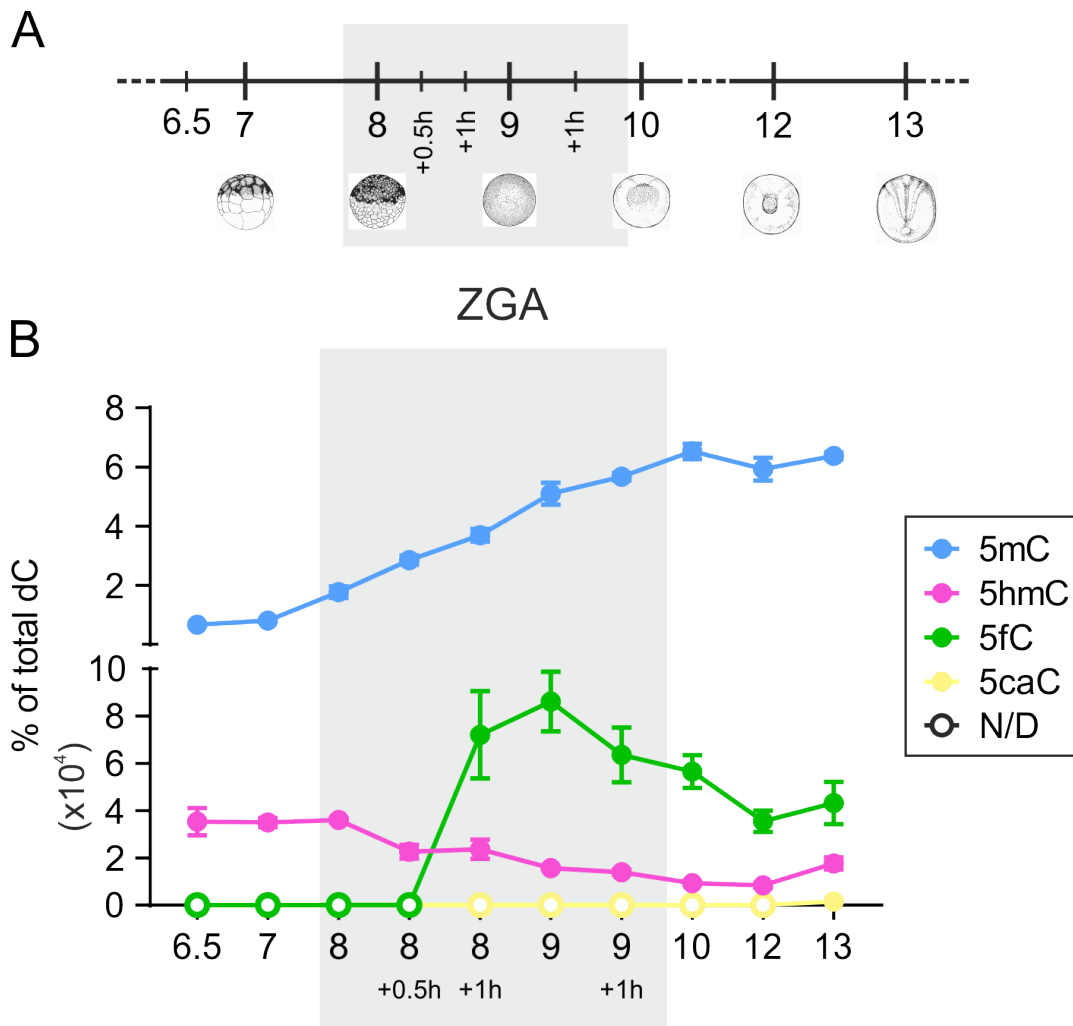 A
6.5 7 8 +0.5h +1h 9 +1h 10 12 13
ZGA
B
% of total dC
(x10⁴)
8
6
4
2
10
8
6
4
2
0
6.5 7 8 8 8 9 9 10 12 13
+0.5h +1h +1h
5mC
5hmC
5fC
5caC
N/D